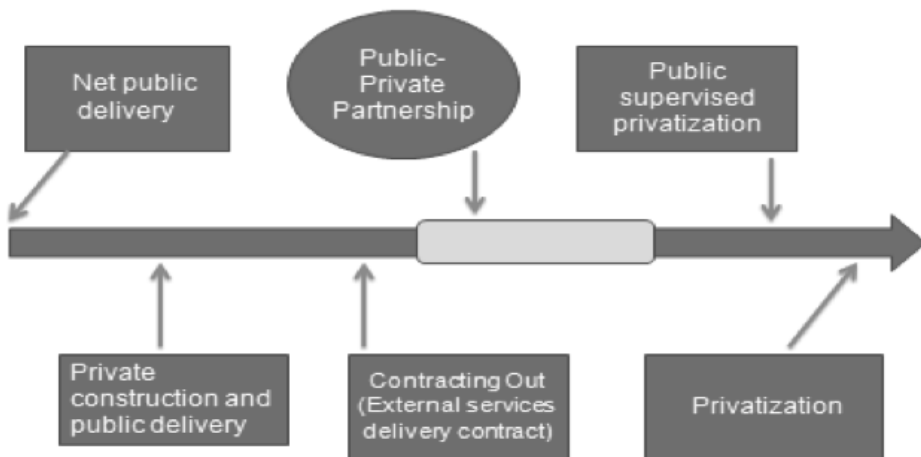 Net public
delivery
Public-
Private
Partnership
Public
supervised
privatization
Private
construction and
public delivery
Contracting Out
(External services
delivery contract)
Privatization